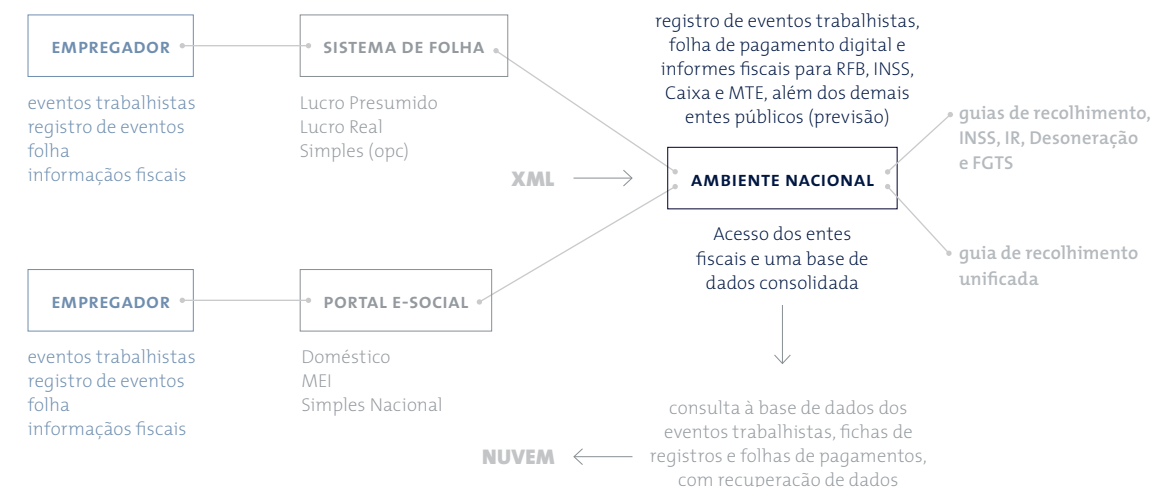 EMPREGADOR
eventos trabalhistas
registro de eventos
folha
informaçãos fiscais
SISTEMA DE FOLHA
Lucro Presumido
Lucro Real
Simples (opc)
XML
registro de eventos trabalhistas,
folha de pagamento digital e
informes fiscais para RFB, INSS,
Caixa e MTE, além dos demais
entes públicos (previsão)
AMBIENTE NACIONAL
Acesso dos entes
fiscais e uma base de
dados consolidada
guias de recolhimento,
INSS, IR, Desoneração
e FGTS
guia de recolhimento
unificada
EMPREGADOR
eventos trabalhistas
registro de eventos
folha
informaçãos fiscais
PORTAL E-SOCIAL
Doméstico
MEI
Simples Nacional
consulta à base de dados dos
eventos trabalhistas, fichas de
registros e folhas de pagamentos,
com recuperação de dados
NUVEM